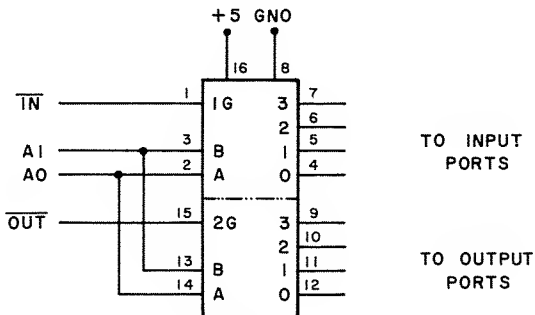 +5 GNO
16 8
IN 1 1G 3 7
2 6
A1 3 B 1 5 TO INPUT
A0 2 A 0 4 PORTS
OUT 15 2G 3 9
2 10
13 B 1 11 TO OUTPUT
14 A 0 12 PORTS